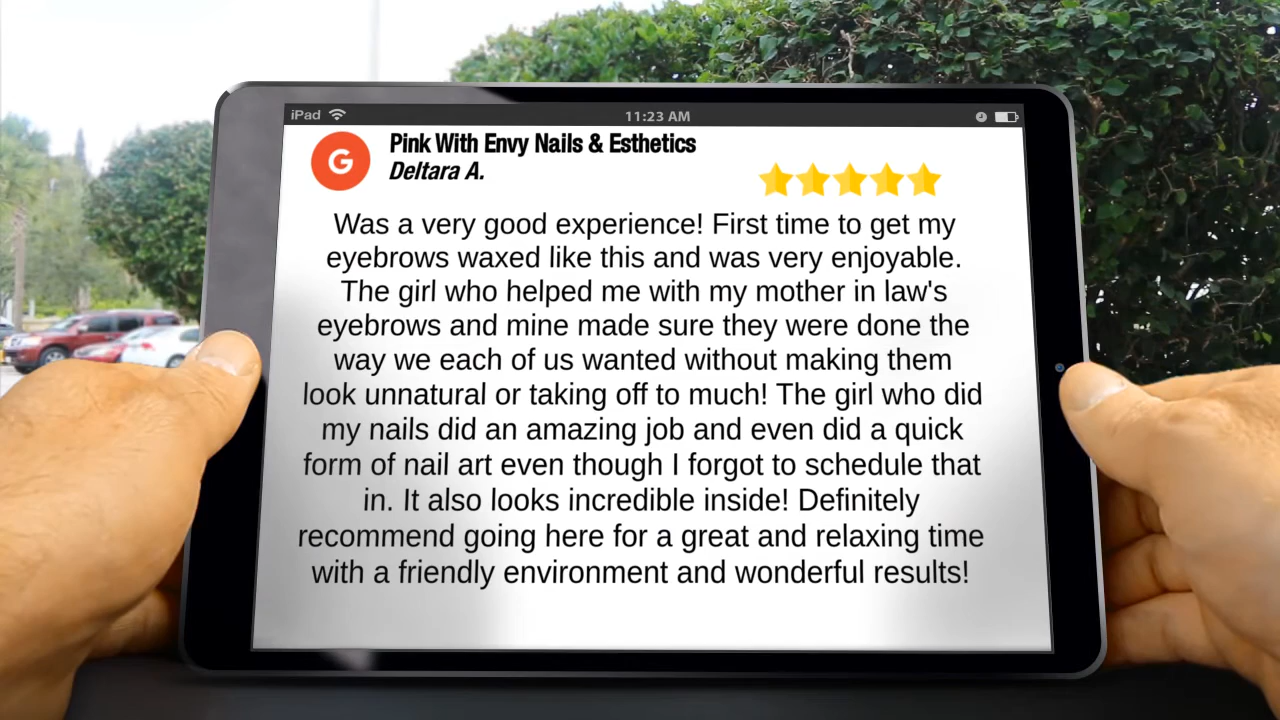 iPad 11:23 AM
G
Pink With Envy Nails & Esthetics
Deltara A.
Was a very good experience! First time to get my
eyebrows waxed like this and was very enjoyable.
The girl who helped me with my mother in law's
eyebrows and mine made sure they were done the
way we each of us wanted without making them
look unnatural or taking off to much! The girl who did
my nails did an amazing job and even did a quick
form of nail art even though I forgot to schedule that
in. It also looks incredible inside! Definitely
recommend going here for a great and relaxing time
with a friendly environment and wonderful results!